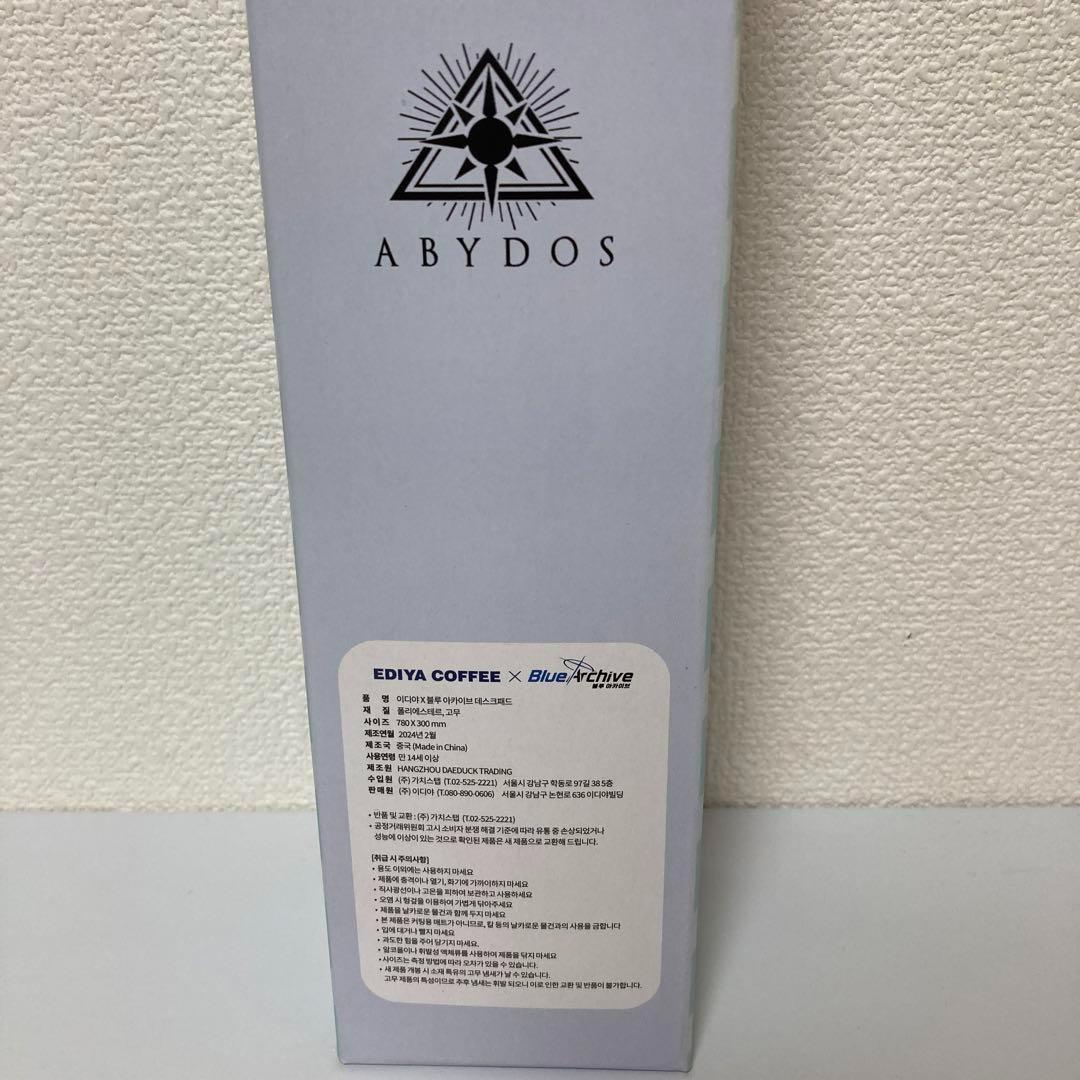 ABYDOS
EDIYA COFFEE × Blue Archive
블루 아카이브
품 명 이디야 X 블루 아카이브 데스크패드
재 질 폴리에스테르, 고무
사이즈 780 X 300 mm
제조연월 2024년 2월
제조국 중국 (Made in China)
사용연령 만 14세 이상
제조원 HANGZHOU DAEDUCK TRADING
수입원 (주) 가치스탭 (T.02-525-2221) 서울시 강남구 학동로 97길 38 5층
판매원 (주) 이디야 (T.080-890-0606) 서울시 강남구 논현로 636 이디야빌딩
• 반품 및 교환 : (주) 가치스탭 (T.02-525-2221)
• 공정거래위원회 고시 소비자 분쟁 해결 기준에 따라 유통 중 손상되었거나
성능에 이상이 있는 것으로 확인된 제품은 새 제품으로 교환해 드립니다.
[취급 시 주의사항]
• 용도 이외에는 사용하지 마세요
• 제품에 충격이나 열기, 화기에 가까이하지 마세요
• 직사광선이나 고온을 피하여 보관하고 사용하세요
• 오염 시 헝겊을 이용하여 가볍게 닦아주세요
• 제품을 날카로운 물건과 함께 두지 마세요
• 본 제품은 커팅용 매트가 아니므로, 칼 등의 날카로운 물건과의 사용을 금합니다
• 입에 대거나 빨지 마세요
• 과도한 힘을 주어 당기지 마세요.
• 알코올이나 휘발성 액체류를 사용하여 제품을 닦지 마세요
• 사이즈는 측정 방법에 따라 오차가 있을 수 있습니다.
• 새 제품 개봉 시 소재 특유의 고무 냄새가 날 수 있습니다.
고무 제품의 특성이므로 추후 냄새는 휘발 되오니 이로 인한 교환 및 반품이 불가합니다.